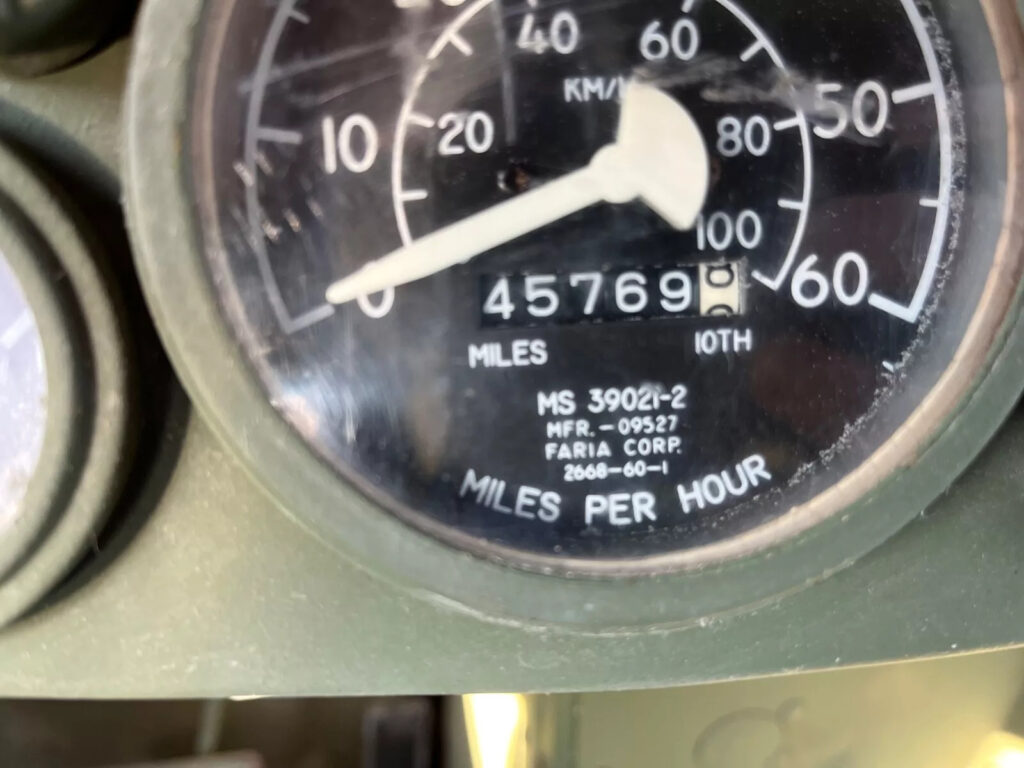 40 60
KM/H
10 20 80 50
100
0 60
45769 0
MILES 10TH
MS 39021-2
MFR.-09527
FARIA CORP.
2668-60-1
MILES PER HOUR